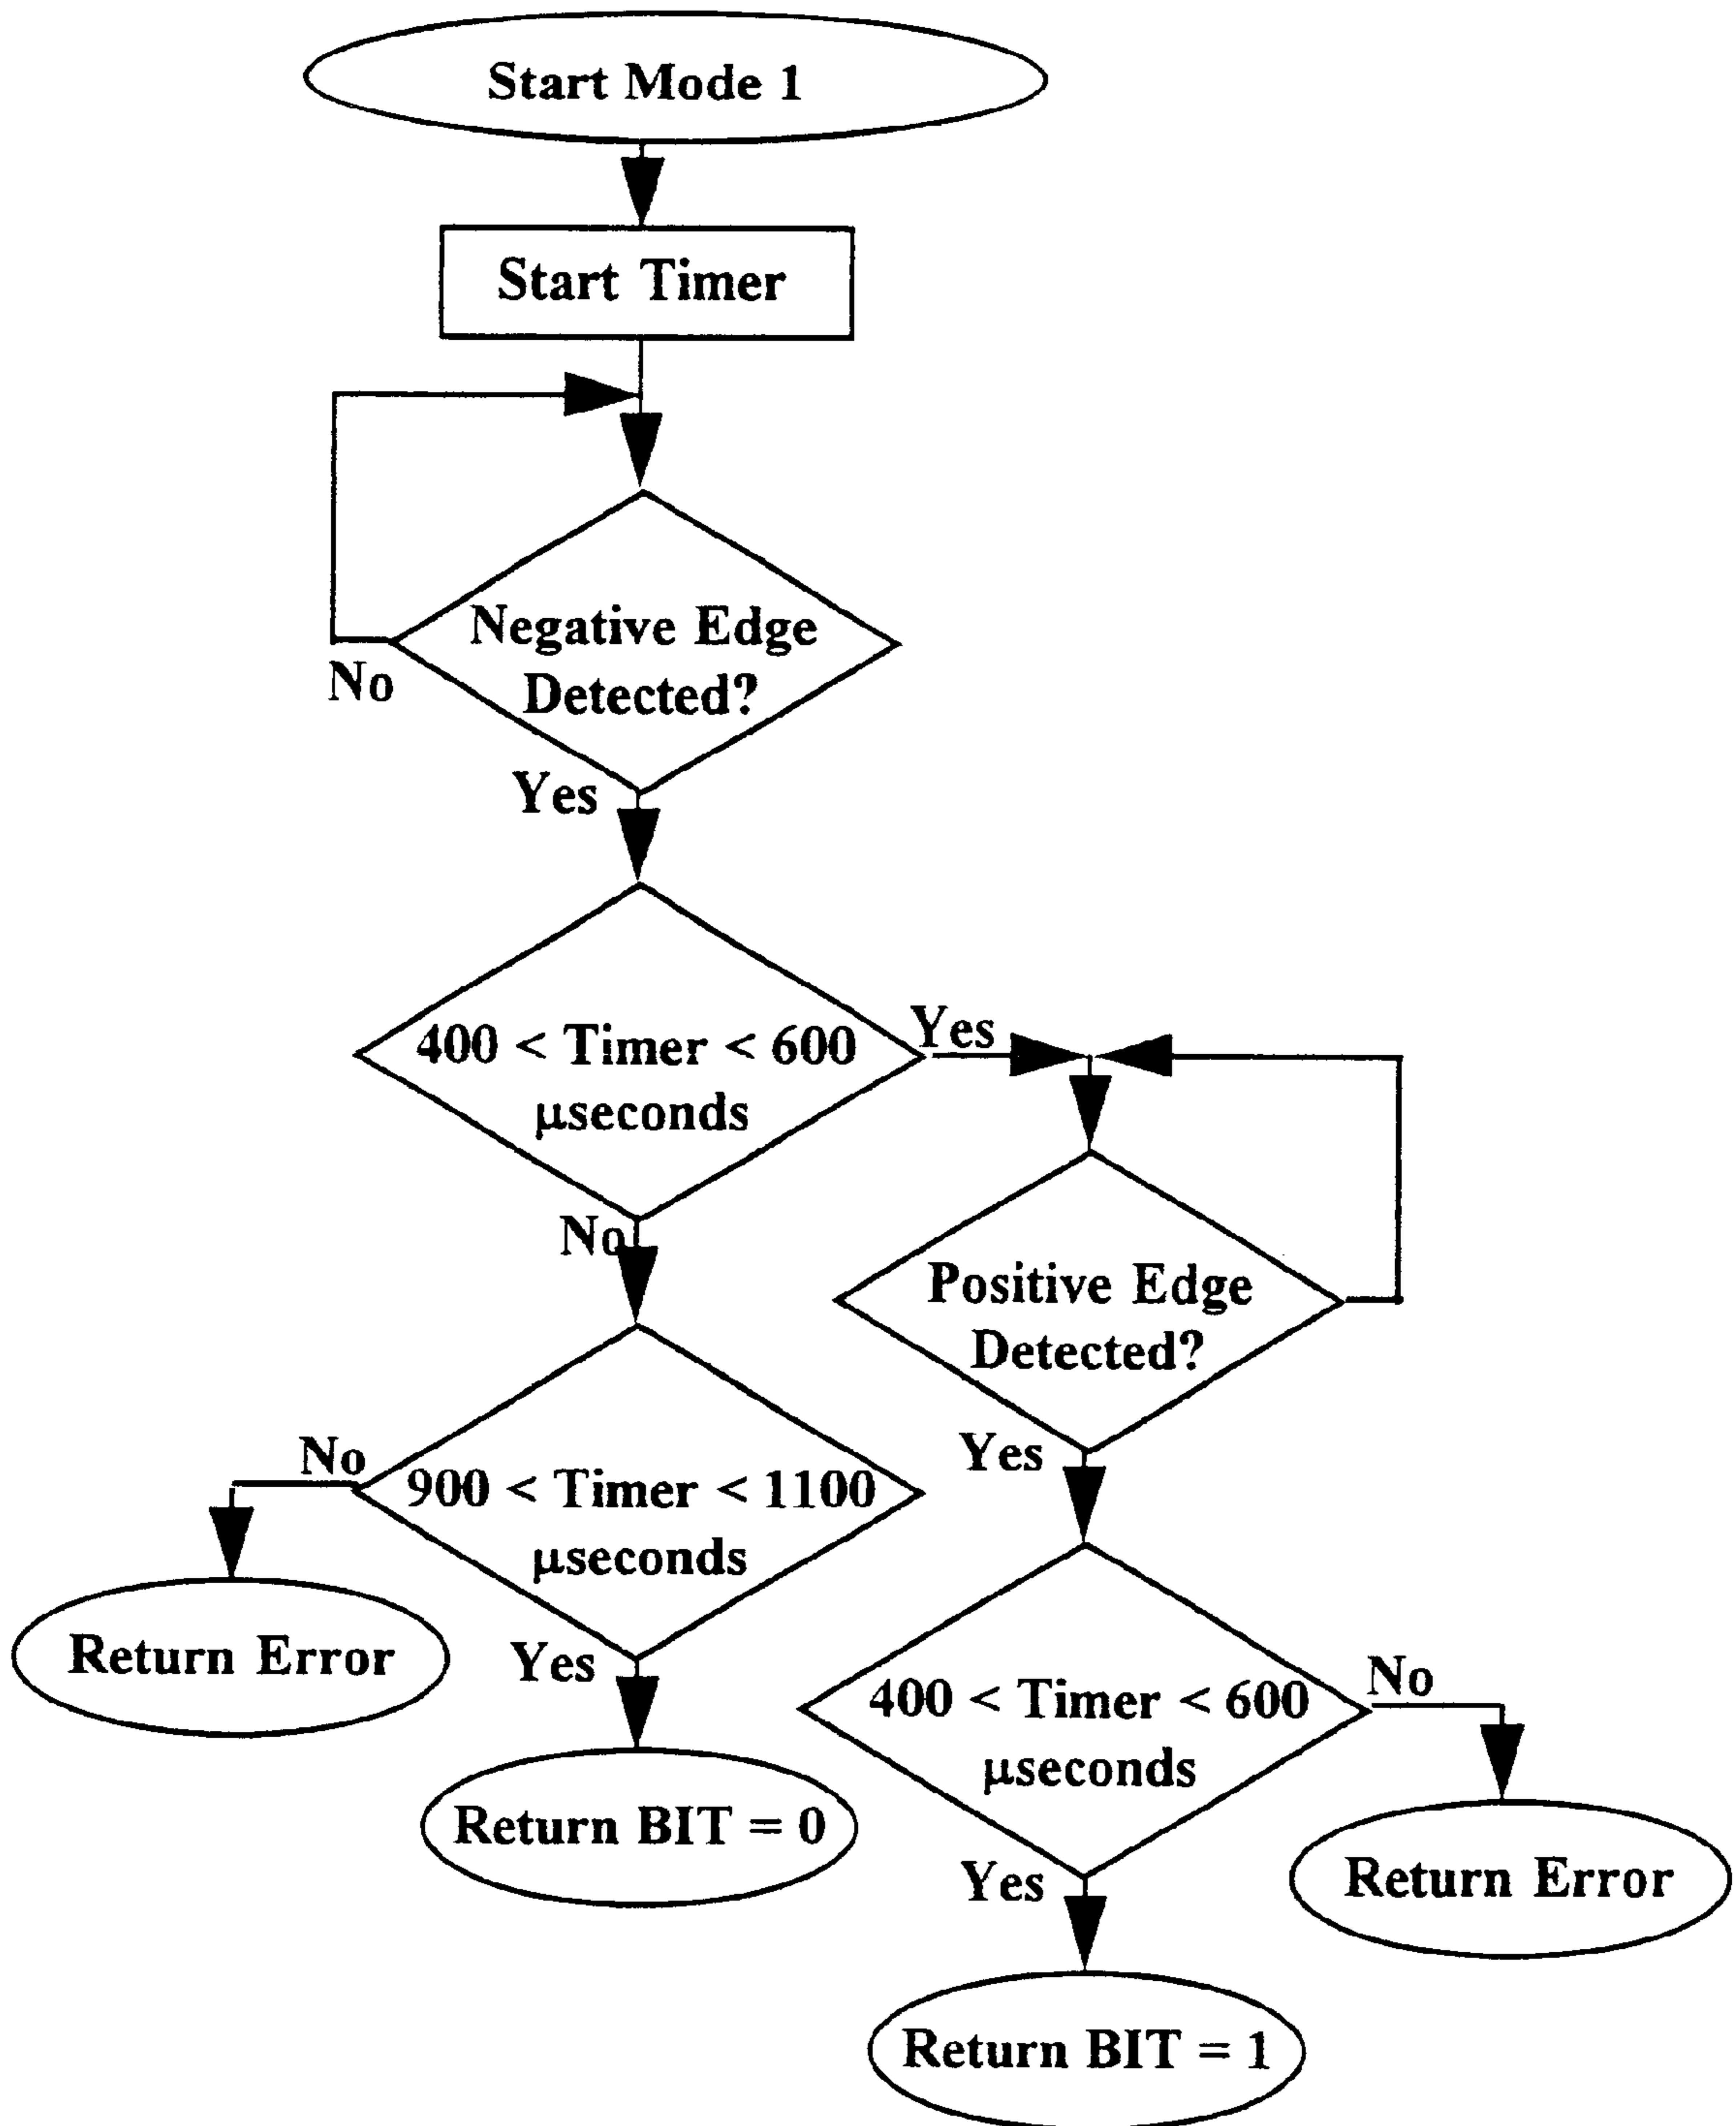 Start Mode 1
Start Timer
Negative Edge
Detected?
No
Yes
400 < Timer < 600
µseconds
Yes
No
Positive Edge
Detected?
Yes
No
900 < Timer < 1100
µseconds
Return Error
Yes
400 < Timer < 600
µseconds
No
Return BIT = 0
Yes
Return Error
Return BIT = 1